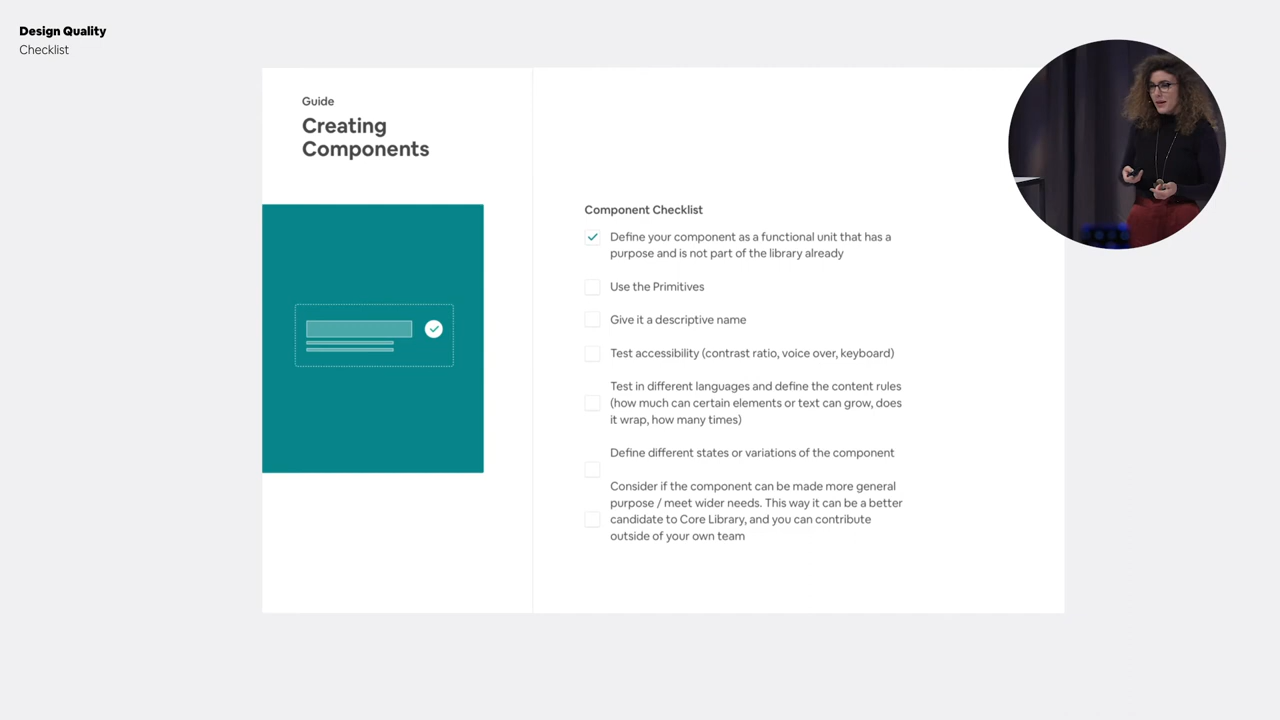 Design Quality
Checklist
Guide
Creating
Components
Component Checklist
Define your component as a functional unit that has a
purpose and is not part of the library already
Use the Primitives
Give it a descriptive name
Test accessibility (contrast ratio, voice over, keyboard)
Test in different languages and define the content rules
(how much can certain elements or text can grow, does
it wrap, how many times)
Define different states or variations of the component
Consider if the component can be made more general
purpose / meet wider needs. This way it can be a better
candidate to Core Library, and you can contribute
outside of your own team